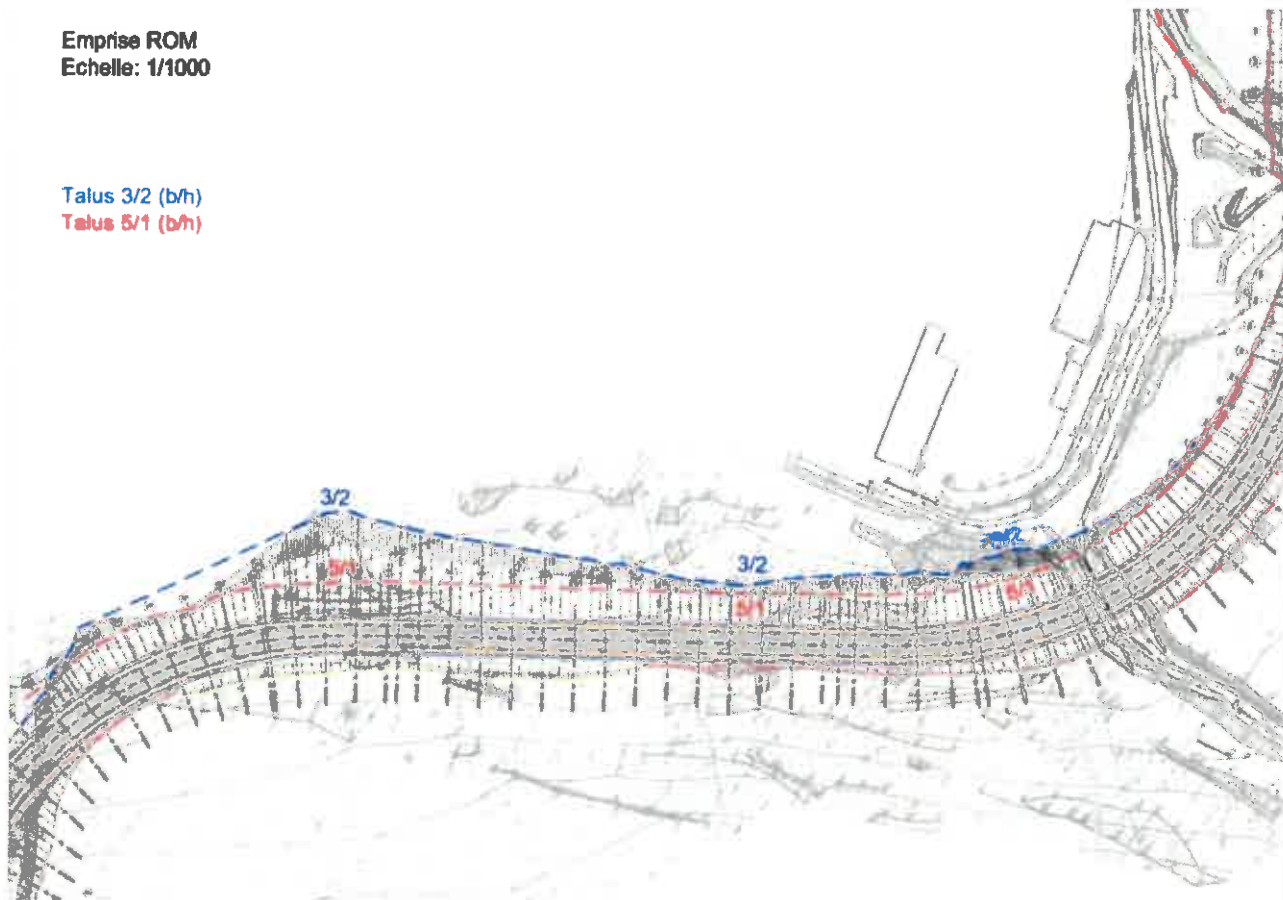 Emprise ROM
Echelle: 1/1000
Talus 3/2 (b/h)
Talus 5/1 (b/h)
3/2
3/2
5/1
5/1
5/1